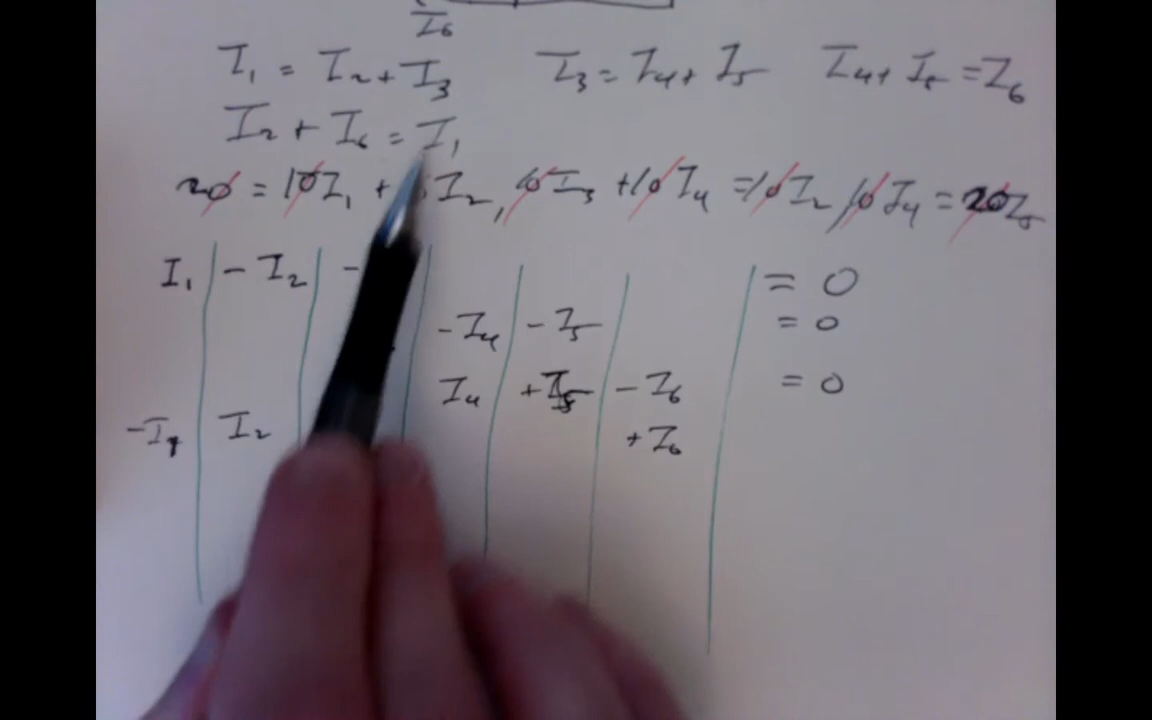 I6
I1 = I2 + I3 I3 = I4 + I5 I4 + I5 = I6
I2 + I6 = I1
20 = 10I1 + I2, 10I3 + 10I4 = 10I2 10I4 = 20I5
I1 - I2 - = 0
- I4 - I5 = 0
I4 + I5 - I6 = 0
-I1 I2 + I6